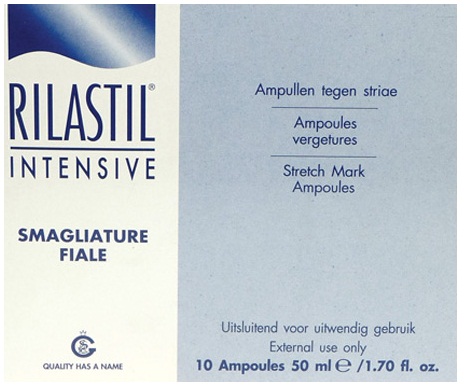 RILASTIL®
INTENSIVE
SMAGLIATURE
FIALE
QUALITY HAS A NAME
Ampullen tegen striae
Ampoules
vergetures
Stretch Mark
Ampoules
Uitsluitend voor uitwendig gebruik
External use only
10 Ampoules 50 ml ℮ /1.70 fl. oz.